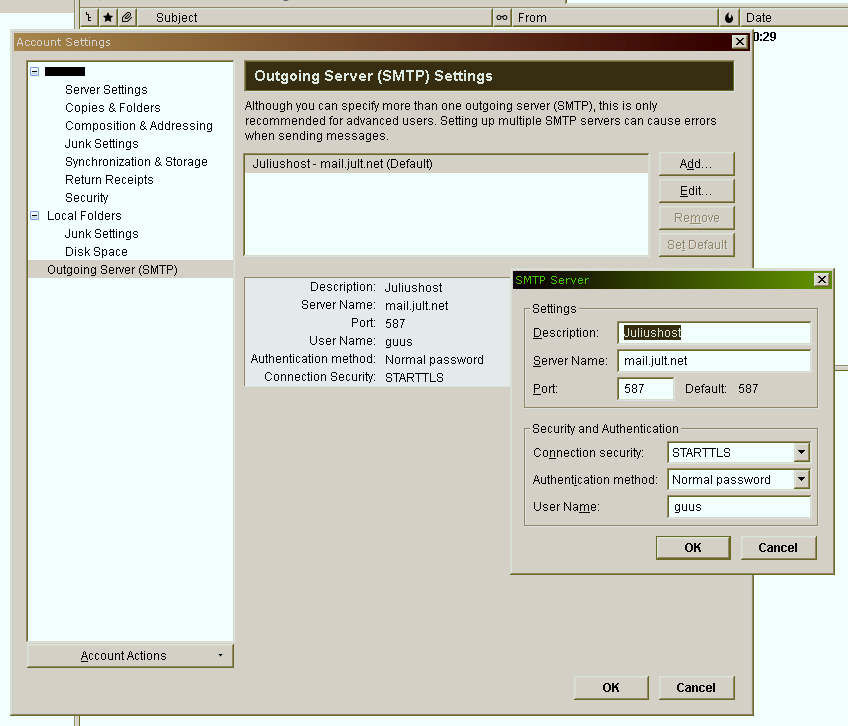 Subject From Date
0:29
Account Settings
Server Settings
Copies & Folders
Composition & Addressing
Junk Settings
Synchronization & Storage
Return Receipts
Security
Local Folders
Junk Settings
Disk Space
Outgoing Server (SMTP)
Account Actions
Outgoing Server (SMTP) Settings
Although you can specify more than one outgoing server (SMTP), this is only
recommended for advanced users. Setting up multiple SMTP servers can cause errors
when sending messages.
Juliushost - mail.jult.net (Default)
Add...
Edit...
Remove
Set Default
Description: Juliushost
Server Name: mail.jult.net
Port: 587
User Name: guus
Authentication method: Normal password
Connection Security: STARTTLS
SMTP Server
Settings
Description: Juliushost
Server Name: mail.jult.net
Port: 587 Default: 587
Security and Authentication
Connection security: STARTTLS
Authentication method: Normal password
User Name: guus
OK Cancel
OK Cancel